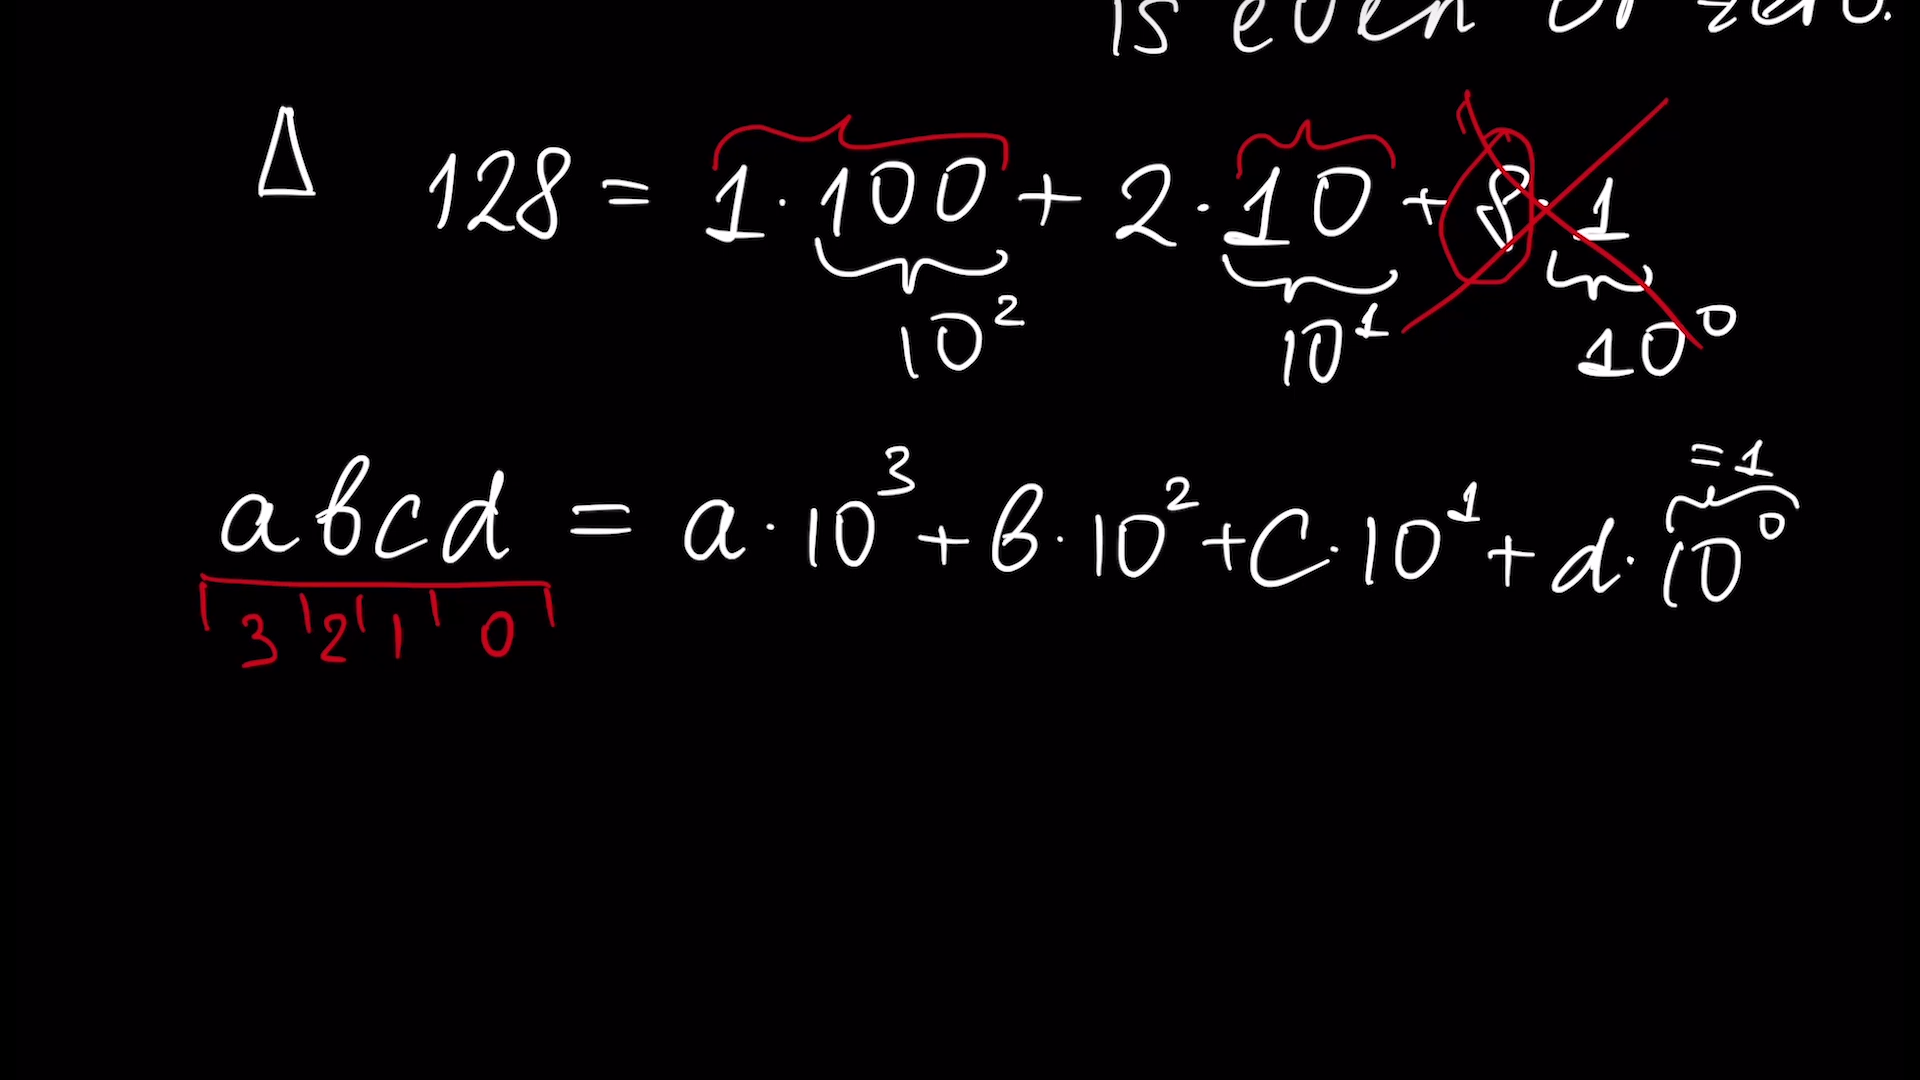 is even or zero.
Δ 128 = 1·100 + 2·10 + 8·1
10² 10¹ 10⁰
= 1
abcd = a·10³ + b·10² + c·10¹ + d·10⁰
3 2 1 0